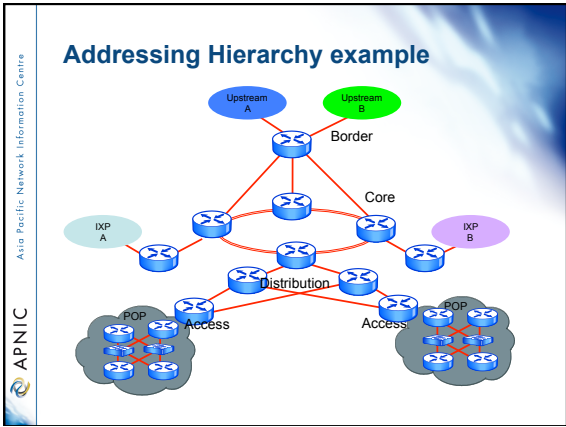 Addressing Hierarchy example
Upstream
A
Upstream
B
Border
Core
IXP
A
IXP
B
Distribution
POP
Access
Access
POP
Asia Pacific Network Information Centre
APNIC